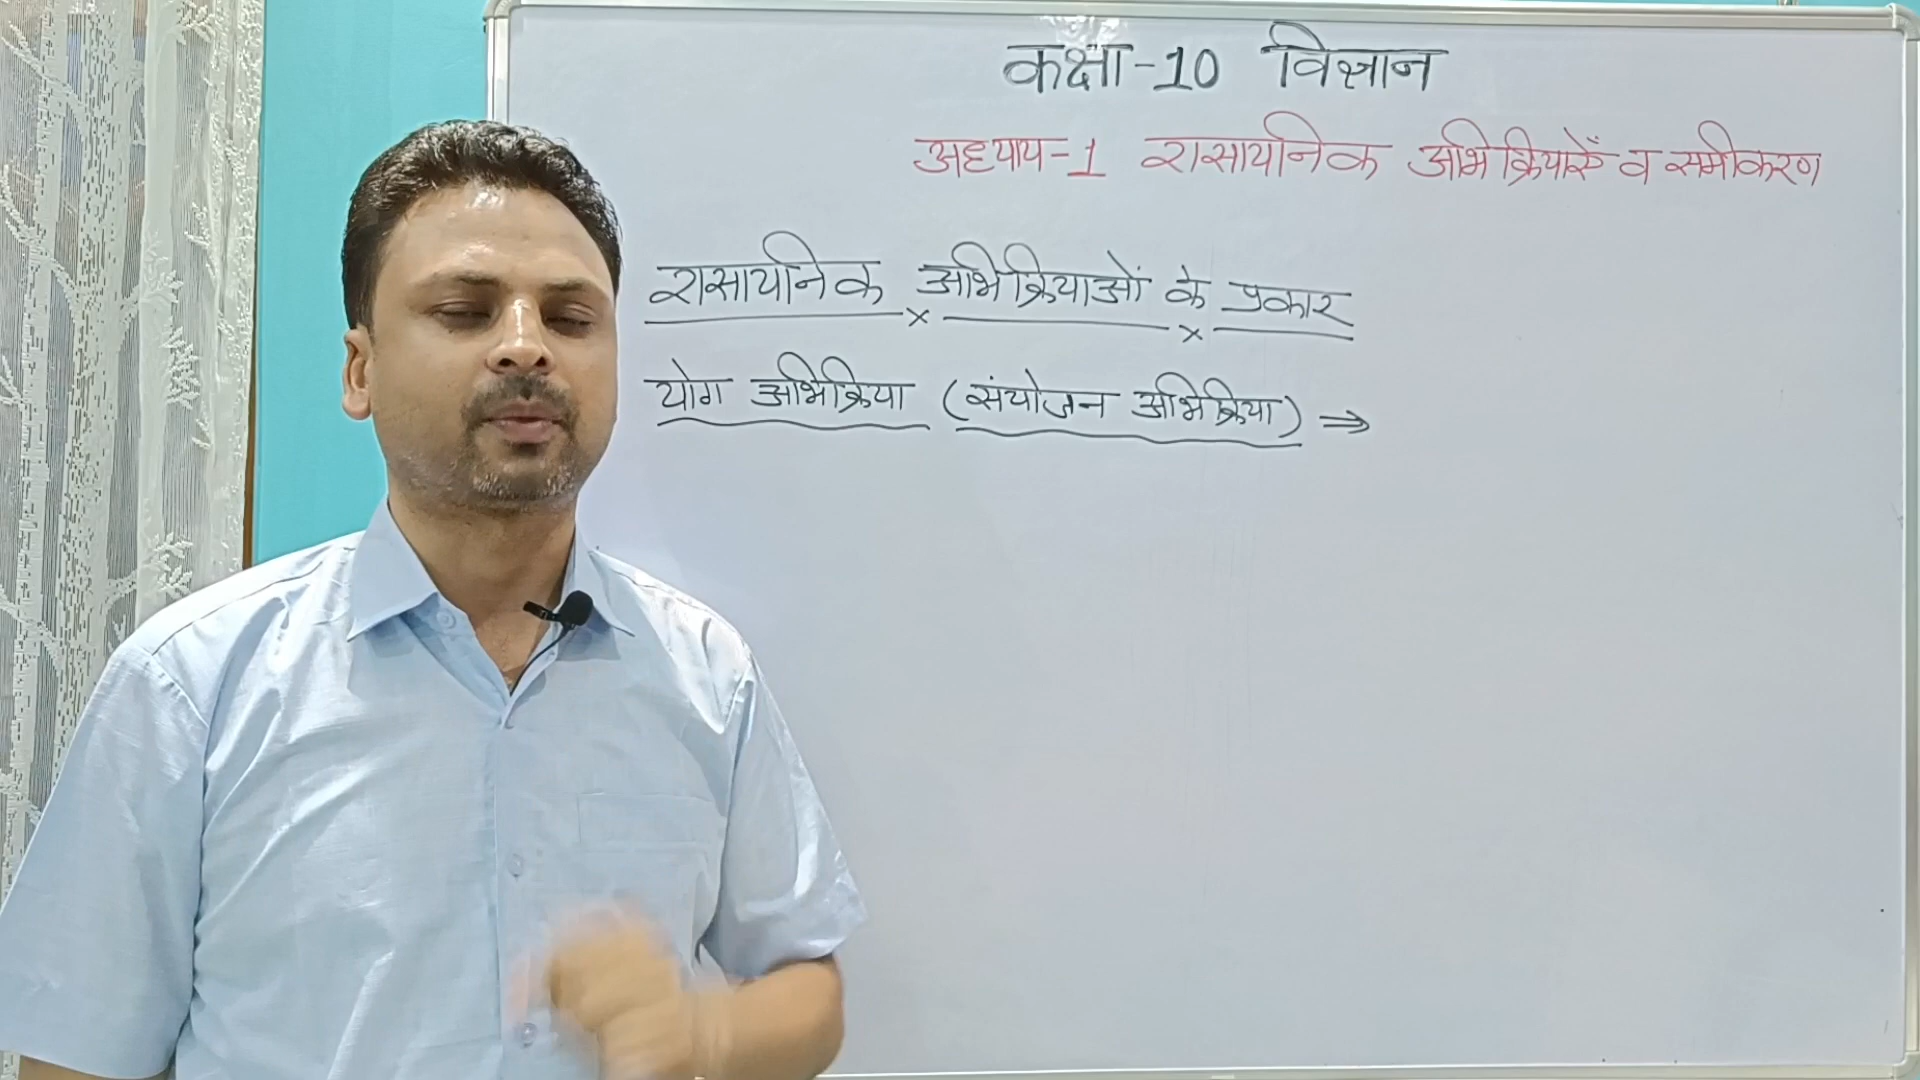 कक्षा-10 विज्ञान
अध्याय-1 रासायनिक अभिक्रियाएँ व समीकरण
रासायनिक अभिक्रियाओं के प्रकार
योग अभिक्रिया (संयोजन अभिक्रिया) ⇒